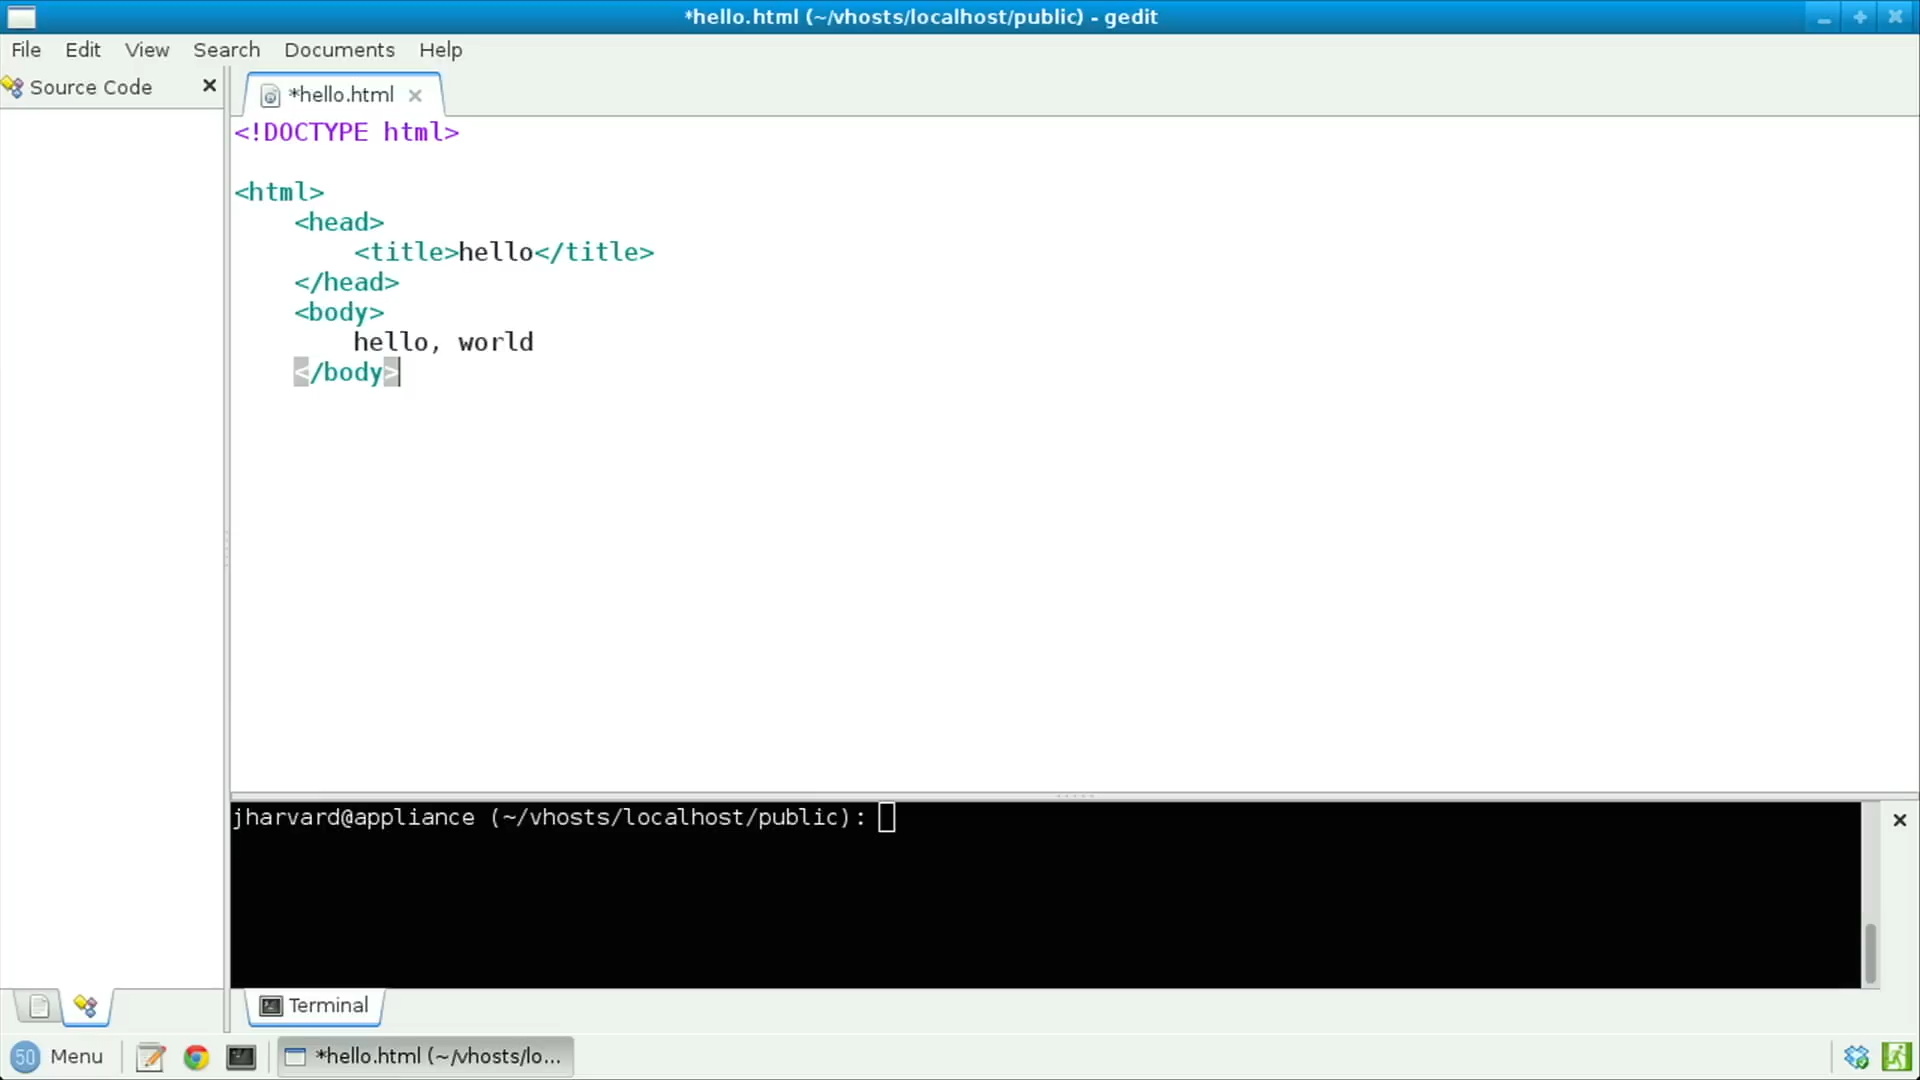 *hello.html (~/vhosts/localhost/public) - gedit
File Edit View Search Documents Help
Source Code
*hello.html
<!DOCTYPE html>
<html>
<head>
<title>hello</title>
</head>
<body>
hello, world
</body>
jharvard@appliance (~/vhosts/localhost/public):
Terminal
50 Menu
*hello.html (~/vhosts/lo...